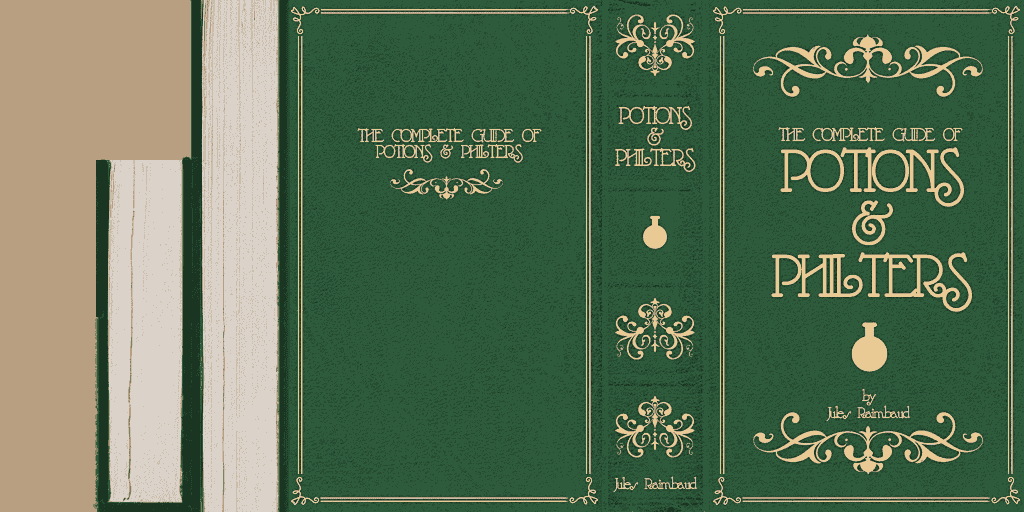 THE COMPLETE GUIDE OF
POTIONS & PHILTERS
POTIONS
&
PHILTERS
Jules Raimbaud
THE COMPLETE GUIDE OF
POTIONS
&
PHILTERS
by
Jules Raimbaud